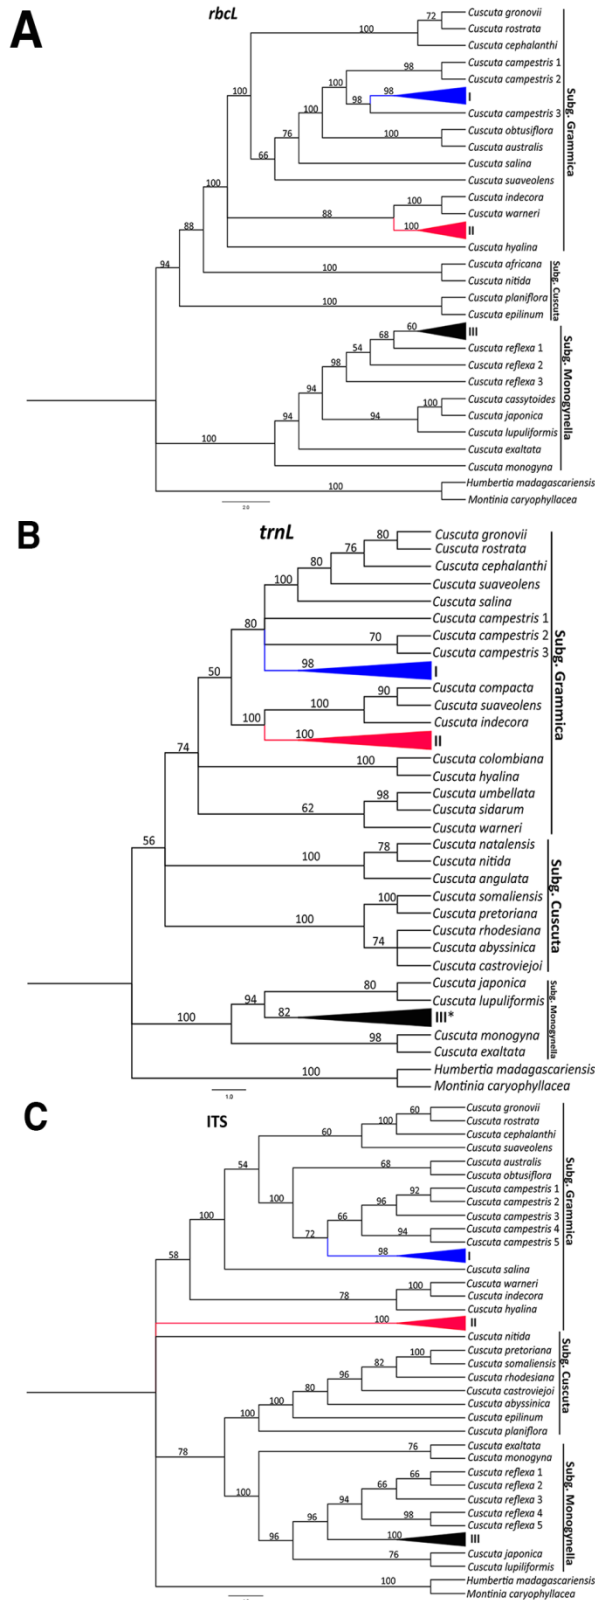 A
rbcL
72
Cuscuta gronovii
Cuscuta rostrata
100
Cuscuta cephalanthi
98
Cuscuta campestris 1
Cuscuta campestris 2
100
100
98
98
I
Cuscuta campestris 3
100
76
100
Cuscuta obtusiflora
Cuscuta australis
Cuscuta salina
66
Cuscuta suaveolens
100
100
Cuscuta indecora
Cuscuta warneri
88
100
II
Cuscuta hyalina
Subg. Grammica
88
100
Cuscuta africana
Cuscuta nitida
94
100
Cuscuta planiflora
Cuscuta epilinum
Subg. Cuscuta
60
III
68
Cuscuta reflexa 1
54
Cuscuta reflexa 2
98
Cuscuta reflexa 3
94
100
Cuscuta cassytoides
Cuscuta japonica
94
Cuscuta lupuliformis
94
Cuscuta exaltata
100
Cuscuta monogyna
Subg. Monogynella
100
Humbertia madagascariensis
Montinia caryophyllacea
2.0
B
trnL
80
Cuscuta gronovii
Cuscuta rostrata
76
Cuscuta cephalanthi
80
Cuscuta suaveolens
100
Cuscuta salina
80
Cuscuta campestris 1
70
Cuscuta campestris 2
Cuscuta campestris 3
98
I
50
90
Cuscuta compacta
Cuscuta suaveolens
100
Cuscuta indecora
100
100
II
74
100
Cuscuta colombiana
Cuscuta hyalina
98
Cuscuta umbellata
Cuscuta sidarum
62
Cuscuta warneri
Subg. Grammica
56
78
Cuscuta natalensis
Cuscuta nitida
100
Cuscuta angulata
100
Cuscuta somaliensis
Cuscuta pretoriana
100
Cuscuta rhodesiana
74
Cuscuta abyssinica
Cuscuta castroviejoi
Subg. Cuscuta
80
Cuscuta japonica
Cuscuta lupuliformis
94
82
III*
100
98
Cuscuta monogyna
Cuscuta exaltata
Subg. Monogynella
100
Humbertia madagascariensis
Montinia caryophyllacea
1.0
C
ITS
60
Cuscuta gronovii
Cuscuta rostrata
100
Cuscuta cephalanthi
60
Cuscuta suaveolens
54
68
Cuscuta australis
Cuscuta obtusiflora
100
92
Cuscuta campestris 1
Cuscuta campestris 2
96
Cuscuta campestris 3
66
94
Cuscuta campestris 4
Cuscuta campestris 5
72
98
I
100
Cuscuta salina
58
100
Cuscuta warneri
Cuscuta indecora
78
Cuscuta hyalina
100
II
Subg. Grammica
Cuscuta nitida
100
Cuscuta pretoriana
Cuscuta somaliensis
82
Cuscuta rhodesiana
96
Cuscuta castroviejoi
80
Cuscuta abyssinica
100
Cuscuta epilinum
100
Cuscuta planiflora
Subg. Cuscuta
78
76
Cuscuta exaltata
Cuscuta monogyna
100
66
Cuscuta reflexa 1
Cuscuta reflexa 2
66
Cuscuta reflexa 3
94
98
Cuscuta reflexa 4
Cuscuta reflexa 5
96
100
III
96
76
Cuscuta japonica
Cuscuta lupiliformis
Subg. Monogynella
100
Humbertia madagascariensis
Montinia caryophyllacea